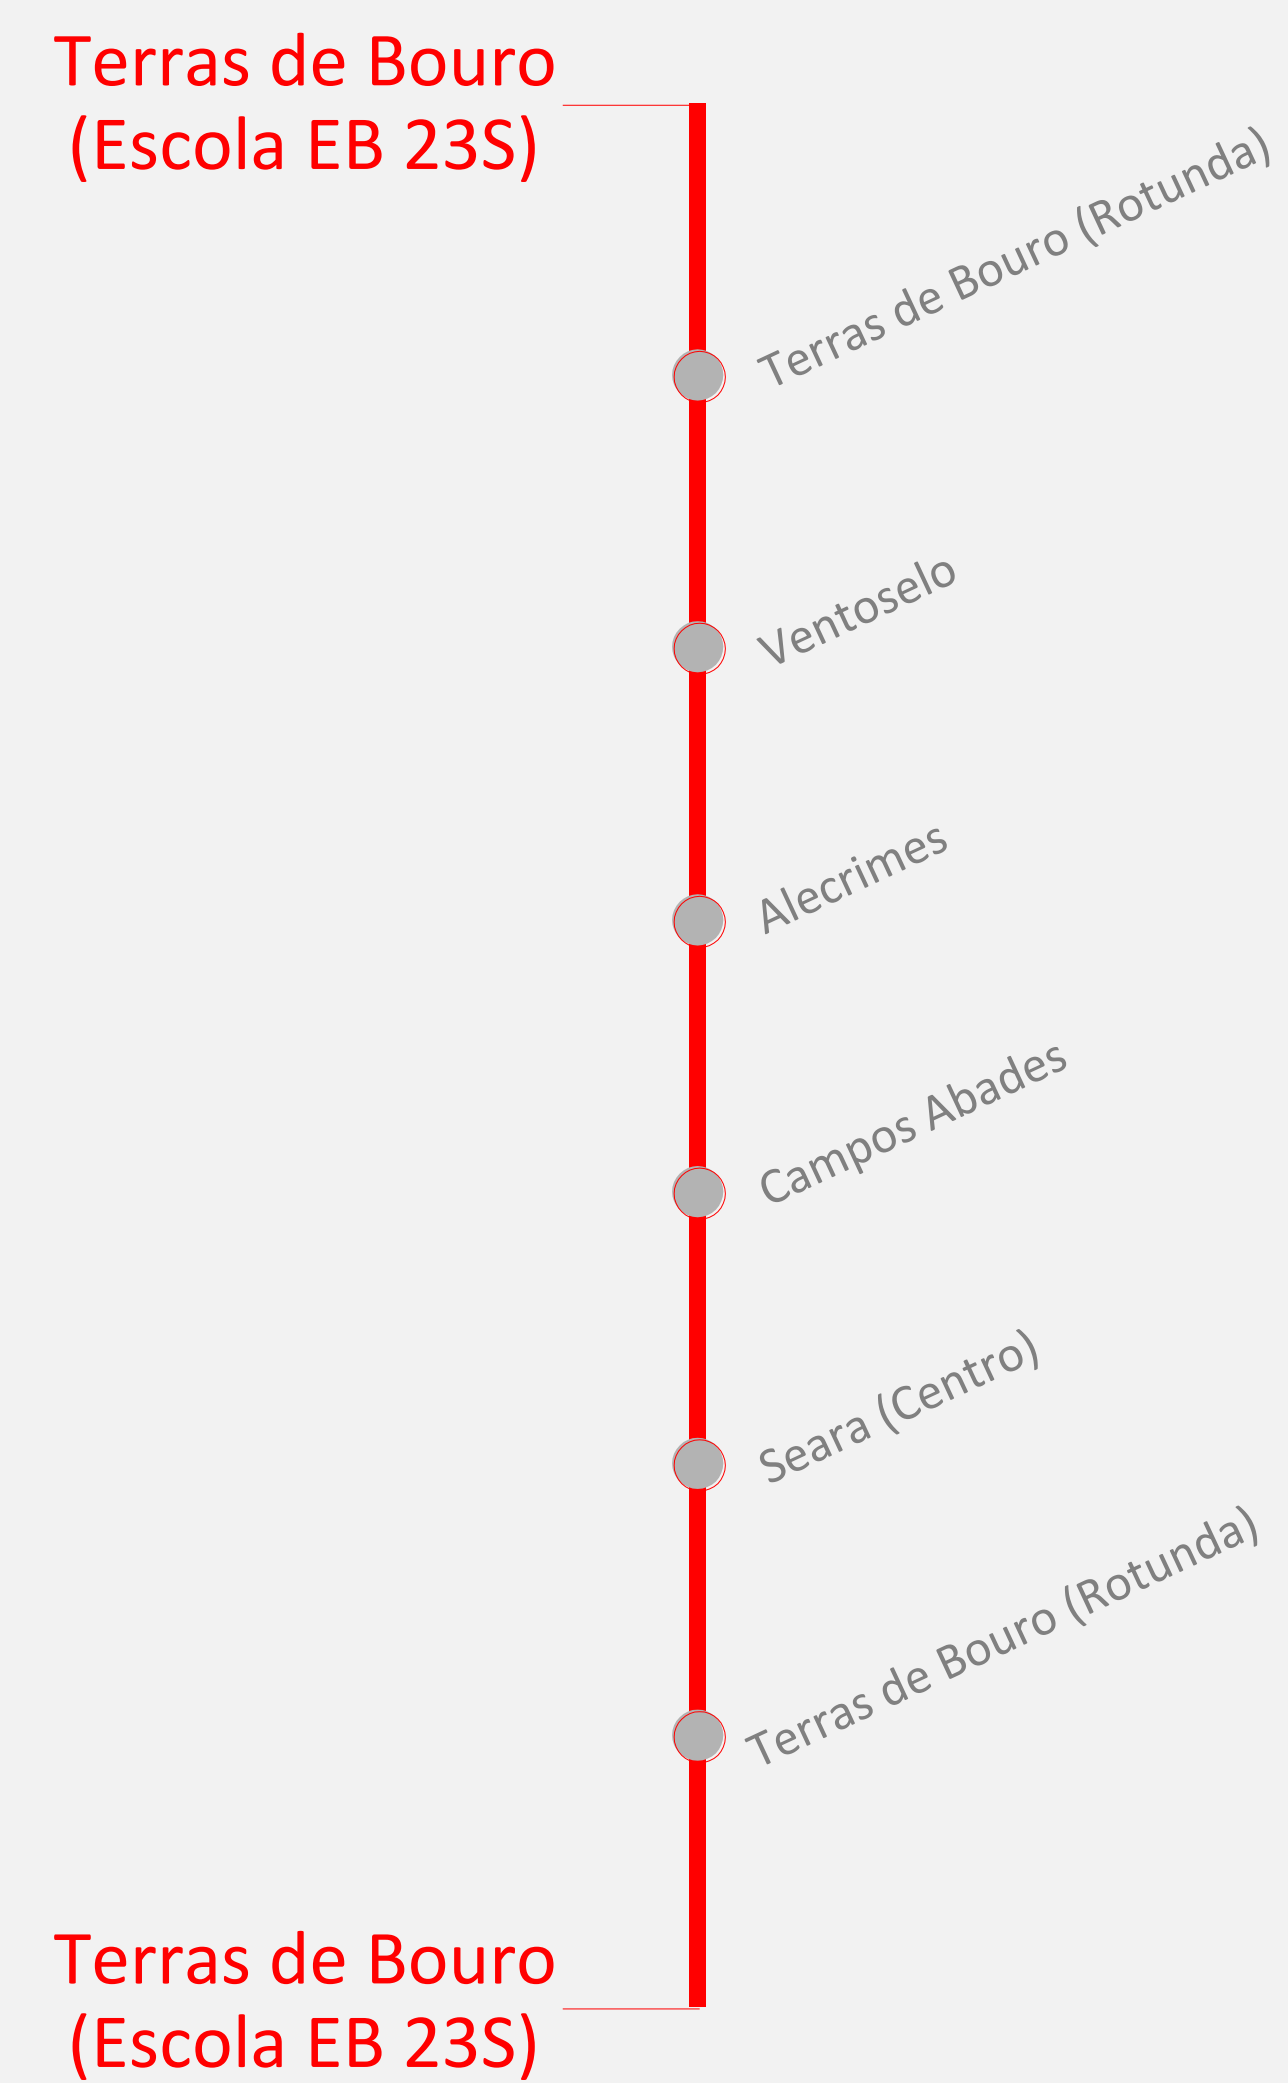 Terras de Bouro
(Escola EB 23S)
Terras de Bouro (Rotunda)
Ventoselo
Alecrimes
Campos Abades
Seara (Centro)
Terras de Bouro (Rotunda)
Terras de Bouro
(Escola EB 23S)